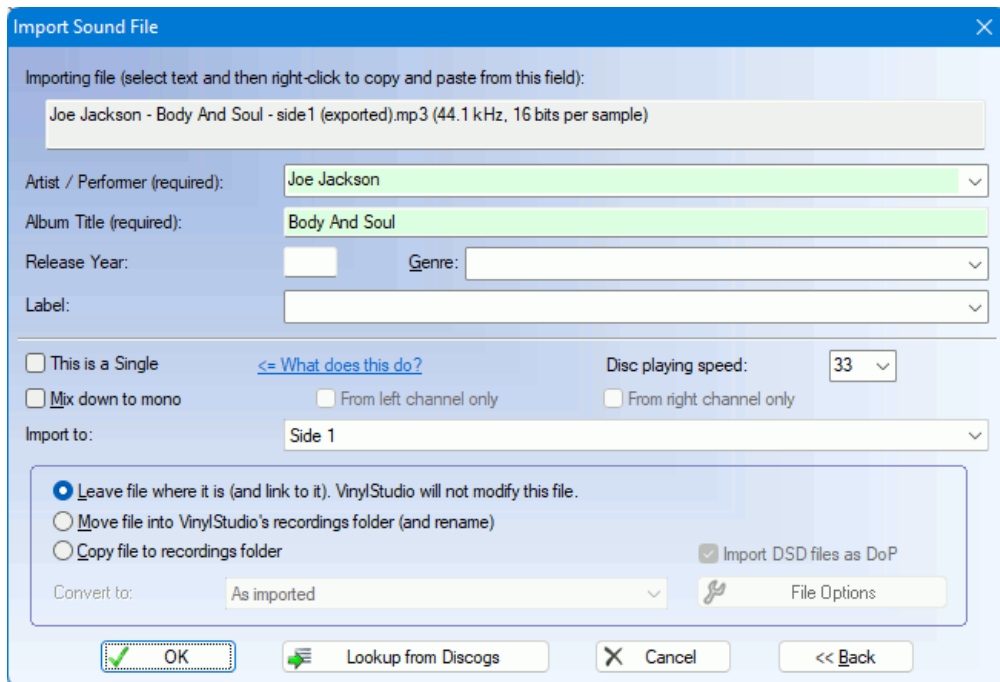 Import Sound File
Importing file (select text and then right-click to copy and paste from this field):
Joe Jackson - Body And Soul - side1 (exported).mp3 (44.1 kHz, 16 bits per sample)
Artist / Performer (required): Joe Jackson
Album Title (required): Body And Soul
Release Year: Genre:
Label:
This is a Single <= What does this do? Disc playing speed: 33
Mix down to mono From left channel only From right channel only
Import to: Side 1
Leave file where it is (and link to it). VinylStudio will not modify this file.
Move file into VinylStudio's recordings folder (and rename)
Copy file to recordings folder Import DSD files as DoP
Convert to: As imported File Options
OK Lookup from Discogs Cancel << Back